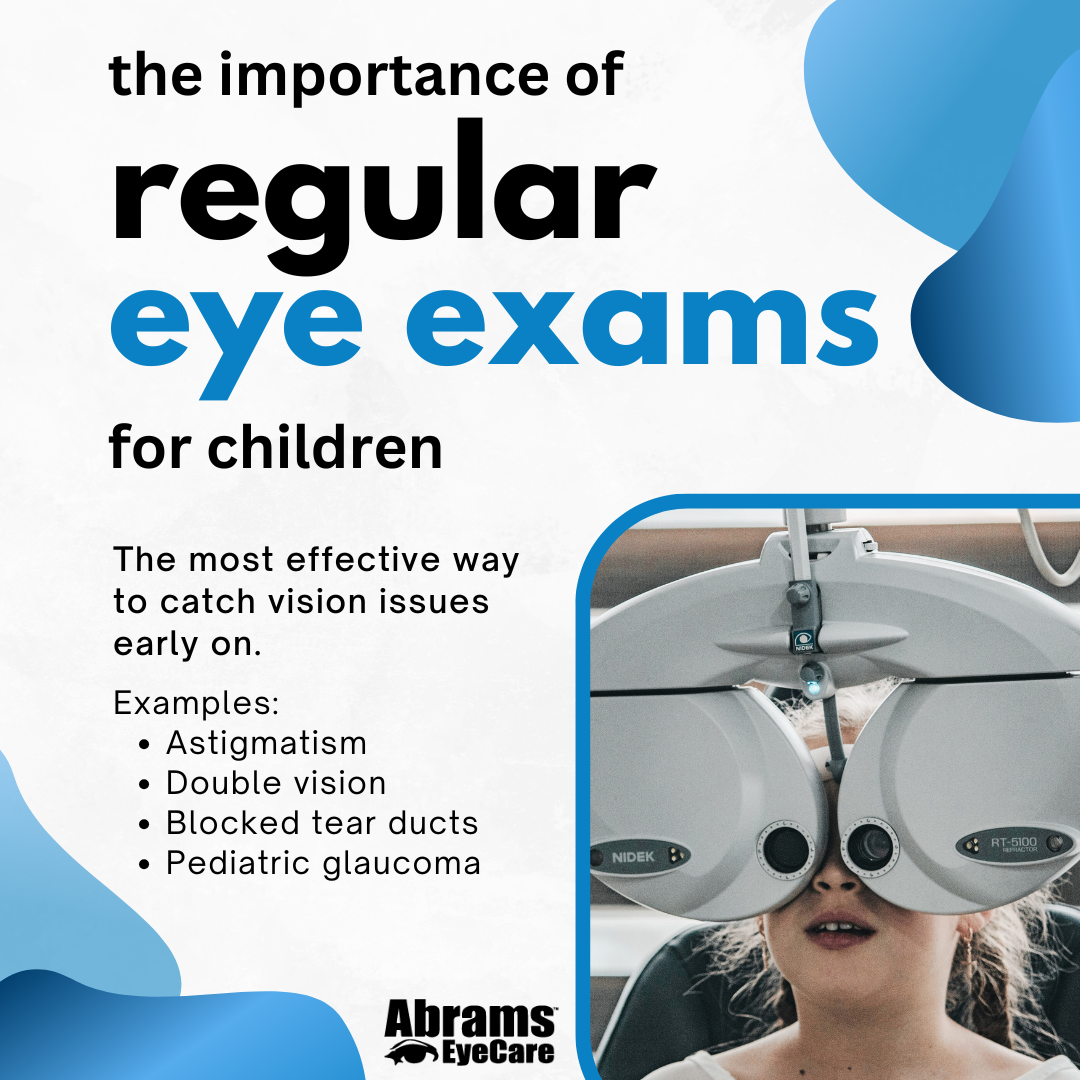 the importance of
regular
eye exams
for children
The most effective way
to catch vision issues
early on.
Examples:
• Astigmatism
• Double vision
• Blocked tear ducts
• Pediatric glaucoma
NIDEK
NIDEK
RT-5100
REFRACTOR
Abrams™
EyeCare